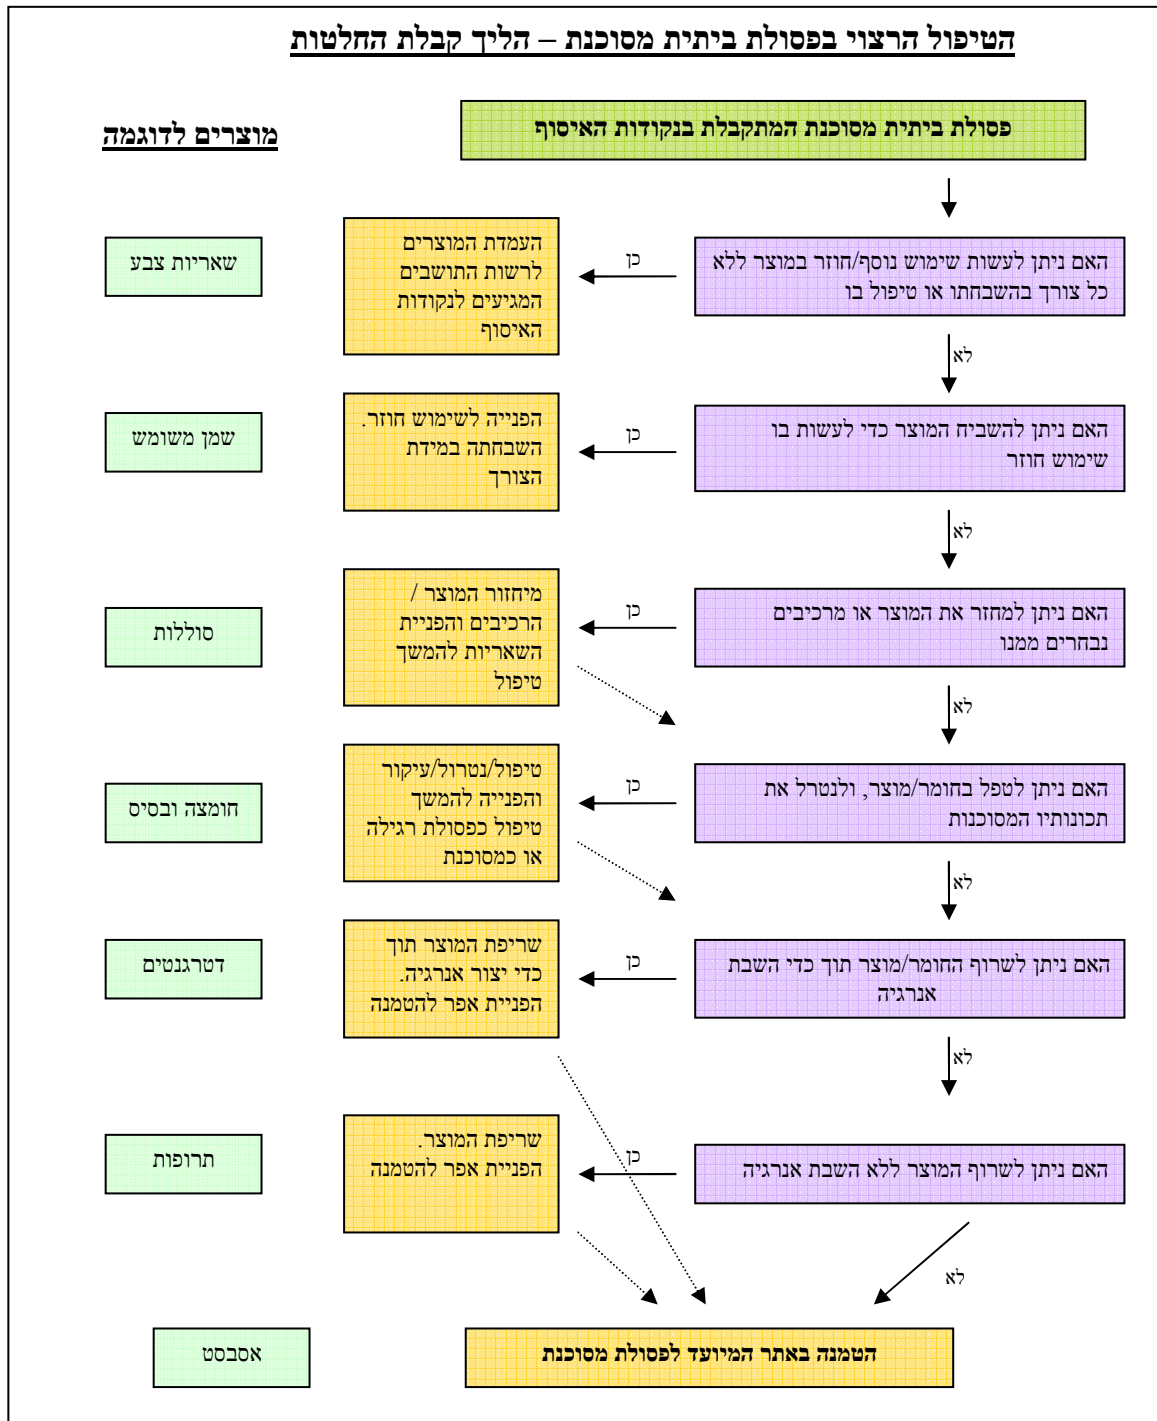 הטיפול הרצוי בפסולת ביתית מסוכנת – הליך קבלת החלטות
פסולת ביתית מסוכנת המתקבלת בנקודות האיסוף
מוצרים לדוגמה
האם ניתן לעשות שימוש נוסף/חוזר במוצר ללא
כל צורך בהשבחתו או טיפול בו
כן
העמדת המוצרים
לרשות התושבים
המגיעים לנקודות
האיסוף
שאריות צבע
לא
האם ניתן להשביח המוצר כדי לעשות בו
שימוש חוזר
כן
הפנייה לשימוש חוזר.
השבחתה במידת
הצורך
שמן משומש
לא
האם ניתן למחזר את המוצר או מרכיבים
נבחרים ממנו
כן
מיחזור המוצר /
הרכיבים והפניית
השאריות להמשך
טיפול
סוללות
לא
האם ניתן לטפל בחומר/מוצר, ולנטרל את
תכונותיו המסוכנות
כן
טיפול/נטרול/עיקור
והפנייה להמשך
טיפול כפסולת רגילה
או כמסוכנת
חומצה ובסיס
לא
האם ניתן לשרוף החומר/מוצר תוך כדי השבת
אנרגיה
כן
שריפת המוצר תוך
כדי יצור אנרגיה.
הפניית אפר להטמנה
דטרגנטים
לא
האם ניתן לשרוף המוצר ללא השבת אנרגיה
כן
שריפת המוצר.
הפניית אפר להטמנה
תרופות
לא
הטמנה באתר המיועד לפסולת מסוכנת
אסבסט